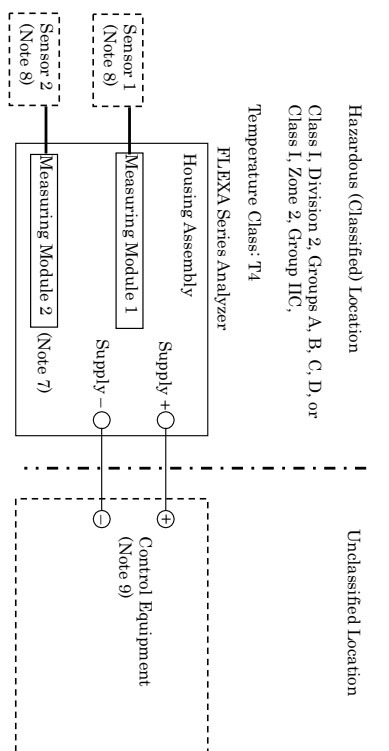 Hazardous (Classified) Location
Unclassified Location
Class I, Division 2, Groups A, B, C, D, or
Class I, Zone 2, Group IIC,
Temperature Class: T4
FLEXA Series Analyzer
Housing Assembly
Supply +
+
Control Equipment
(Note 9)
Sensor 1
(Note 8)
Measuring Module 1
Supply −
−
Sensor 2
(Note 8)
Measuring Module 2
(Note 7)